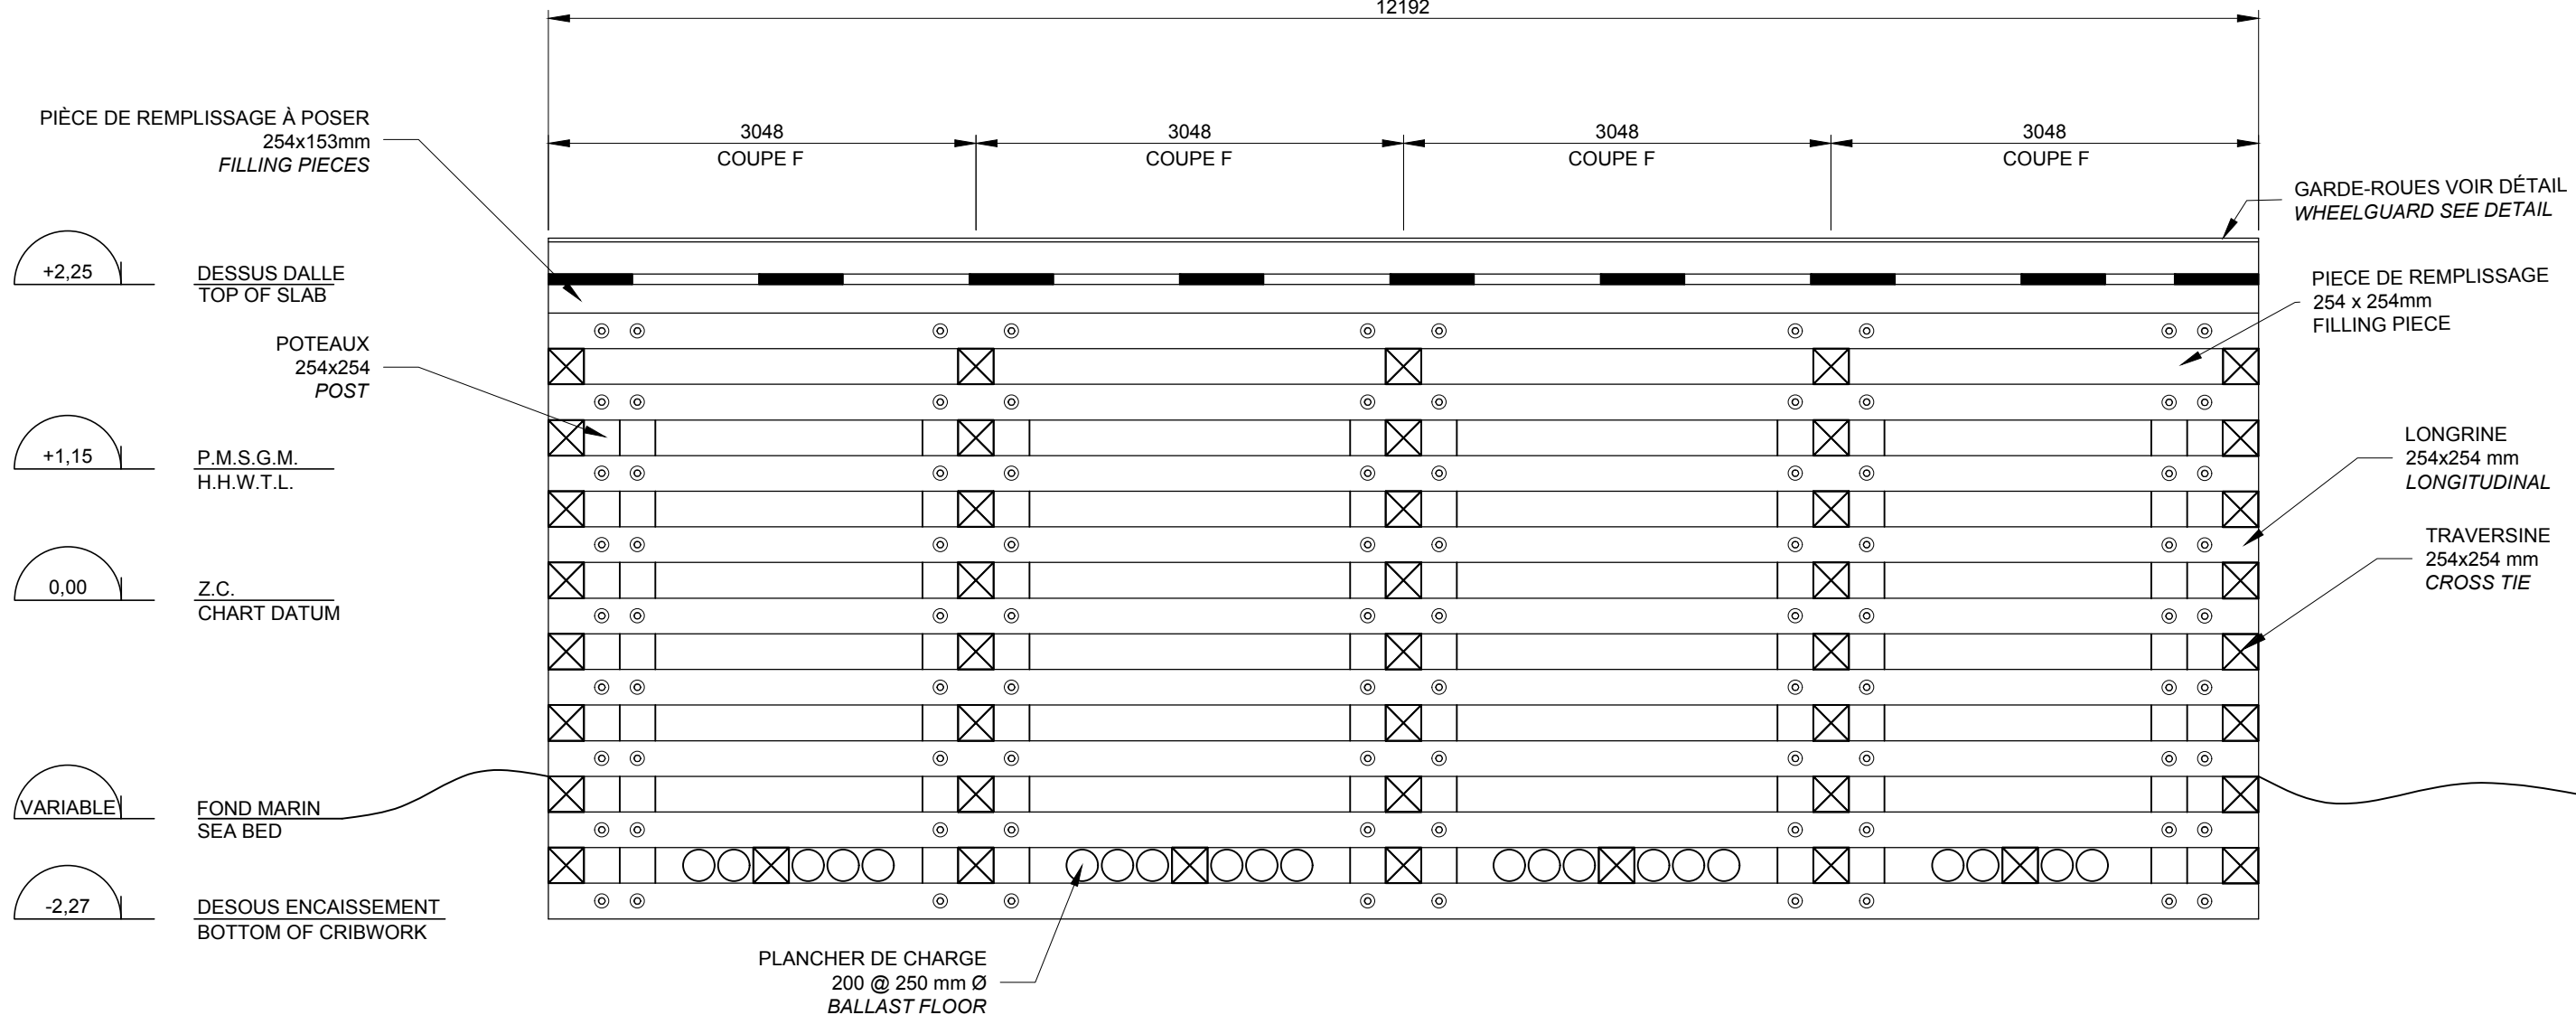 12192
3048
3048
3048
3048
COUPE F
COUPE F
COUPE F
COUPE F
PIÈCE DE REMPLISSAGE À POSER
254x153mm
FILLING PIECES
GARDE-ROUES VOIR DÉTAIL
WHEELGUARD SEE DETAIL
+2,25
DESSUS DALLE
TOP OF SLAB
PIECE DE REMPLISSAGE
254 x 254mm
FILLING PIECE
POTEAUX
254x254
POST
+1,15
P.M.S.G.M.
H.H.W.T.L.
LONGRINE
254x254 mm
LONGITUDINAL
TRAVERSINE
254x254 mm
CROSS TIE
0,00
Z.C.
CHART DATUM
VARIABLE
FOND MARIN
SEA BED
-2,27
DESOUS ENCAISSEMENT
BOTTOM OF CRIBWORK
PLANCHER DE CHARGE
200 @ 250 mm Ø
BALLAST FLOOR